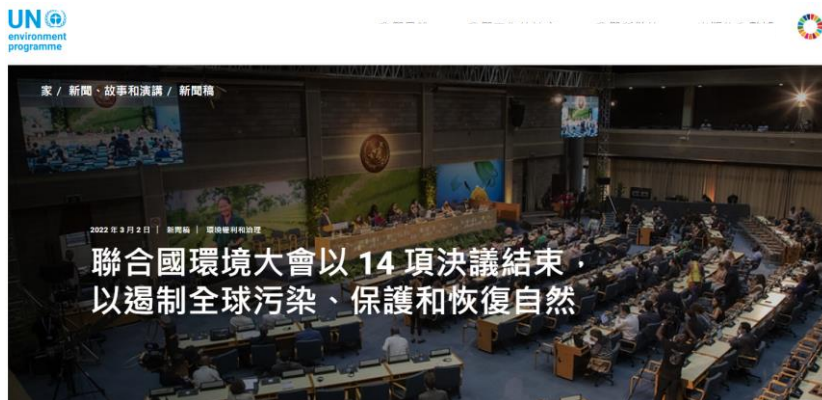 UN
environment
programme
家 / 新聞、故事和演講 / 新聞稿
2022 年 3 月 2 日 | 新聞稿 | 環境權利和治理
聯合國環境大會以 14 項決議結束，
以遏制全球污染、保護和恢復自然